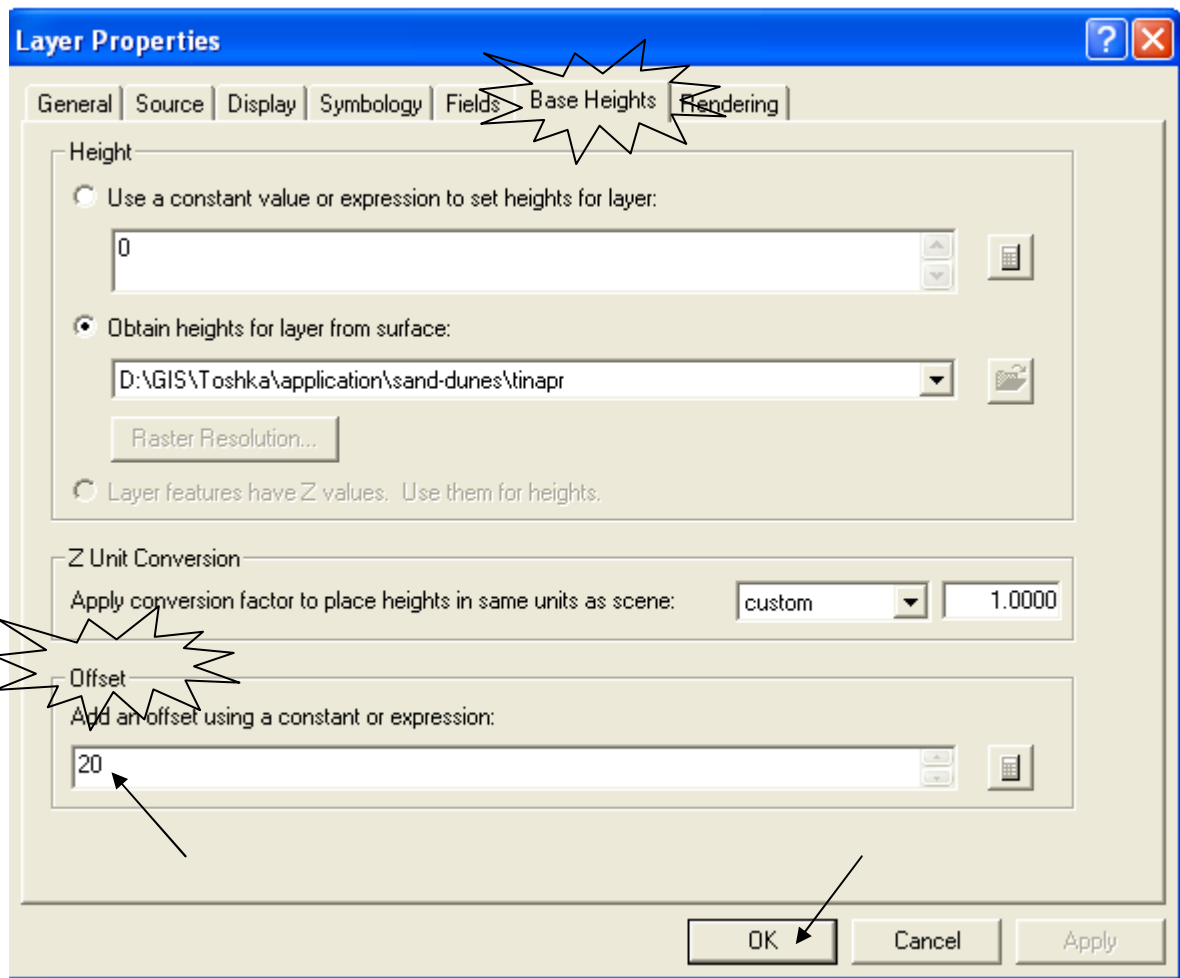 Layer Properties
General Source Display Symbology Fields Base Heights Rendering
Height
Use a constant value or expression to set heights for layer:
0
Obtain heights for layer from surface:
D:\GIS\Toshka\application\sand-dunes\tinapr
Raster Resolution...
Layer features have Z values. Use them for heights.
Z Unit Conversion
Apply conversion factor to place heights in same units as scene: custom 1.0000
Offset
Add an offset using a constant or expression:
20
OK Cancel Apply